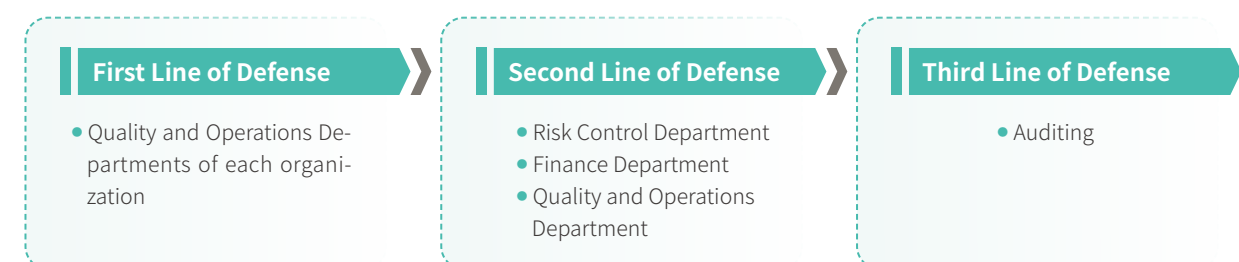 First Line of Defense
Quality and Operations De-
partments of each organi-
zation
Second Line of Defense
Risk Control Department
Finance Department
Quality and Operations
Department
Third Line of Defense
Auditing